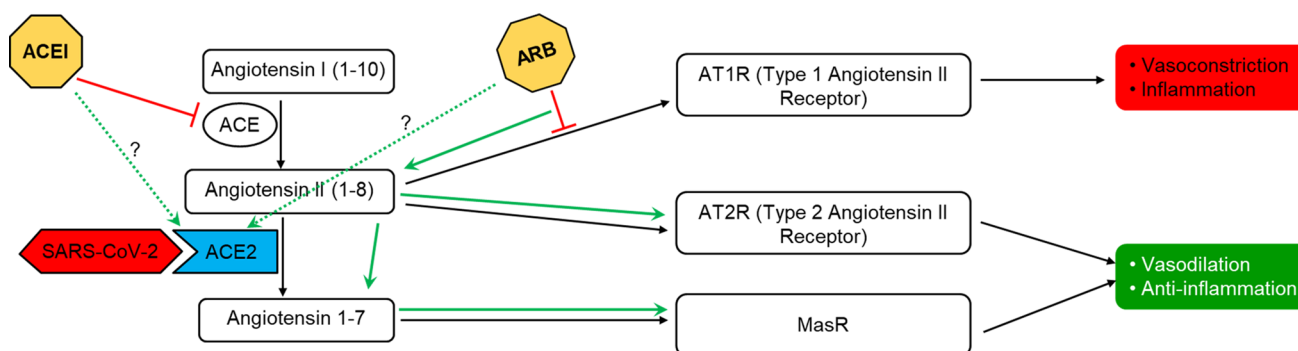 ACEI
ARB
Angiotensin I (1-10)
AT1R (Type 1 Angiotensin II
Receptor)
• Vasoconstriction
• Inflammation
ACE
?
?
Angiotensin II (1-8)
AT2R (Type 2 Angiotensin II
Receptor)
SARS-CoV-2
ACE2
• Vasodilation
• Anti-inflammation
Angiotensin 1-7
MasR